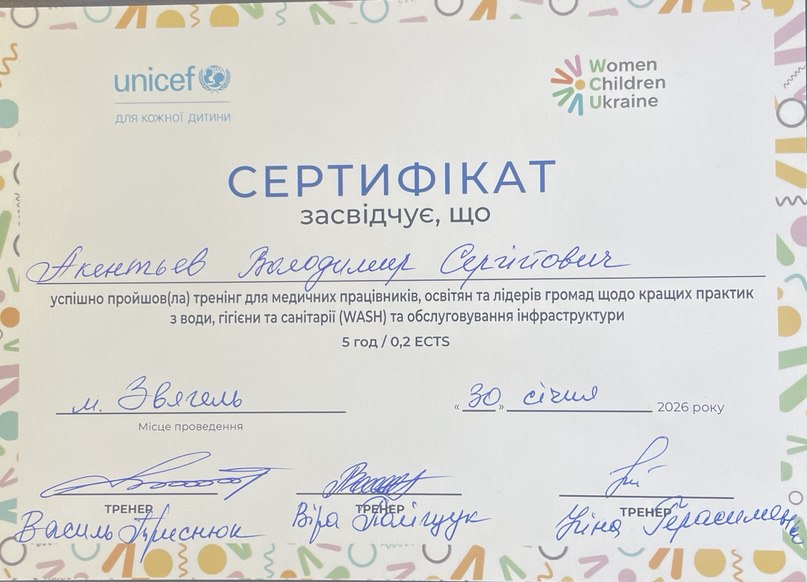 unicef
для кожної дитини
Women
Children
Ukraine
СЕРТИФІКАТ
засвідчує, що
Акентьєв Володимир Сергійович
успішно пройшов(ла) тренінг для медичних працівників, освітян та лідерів громад щодо кращих практик
з води, гігієни та санітарії (WASH) та обслуговування інфраструктури
5 год / 0,2 ECTS
м. Звягель
«30» січня 2026 року
Місце проведення
ТРЕНЕР ТРЕНЕР ТРЕНЕР
Василь Віра